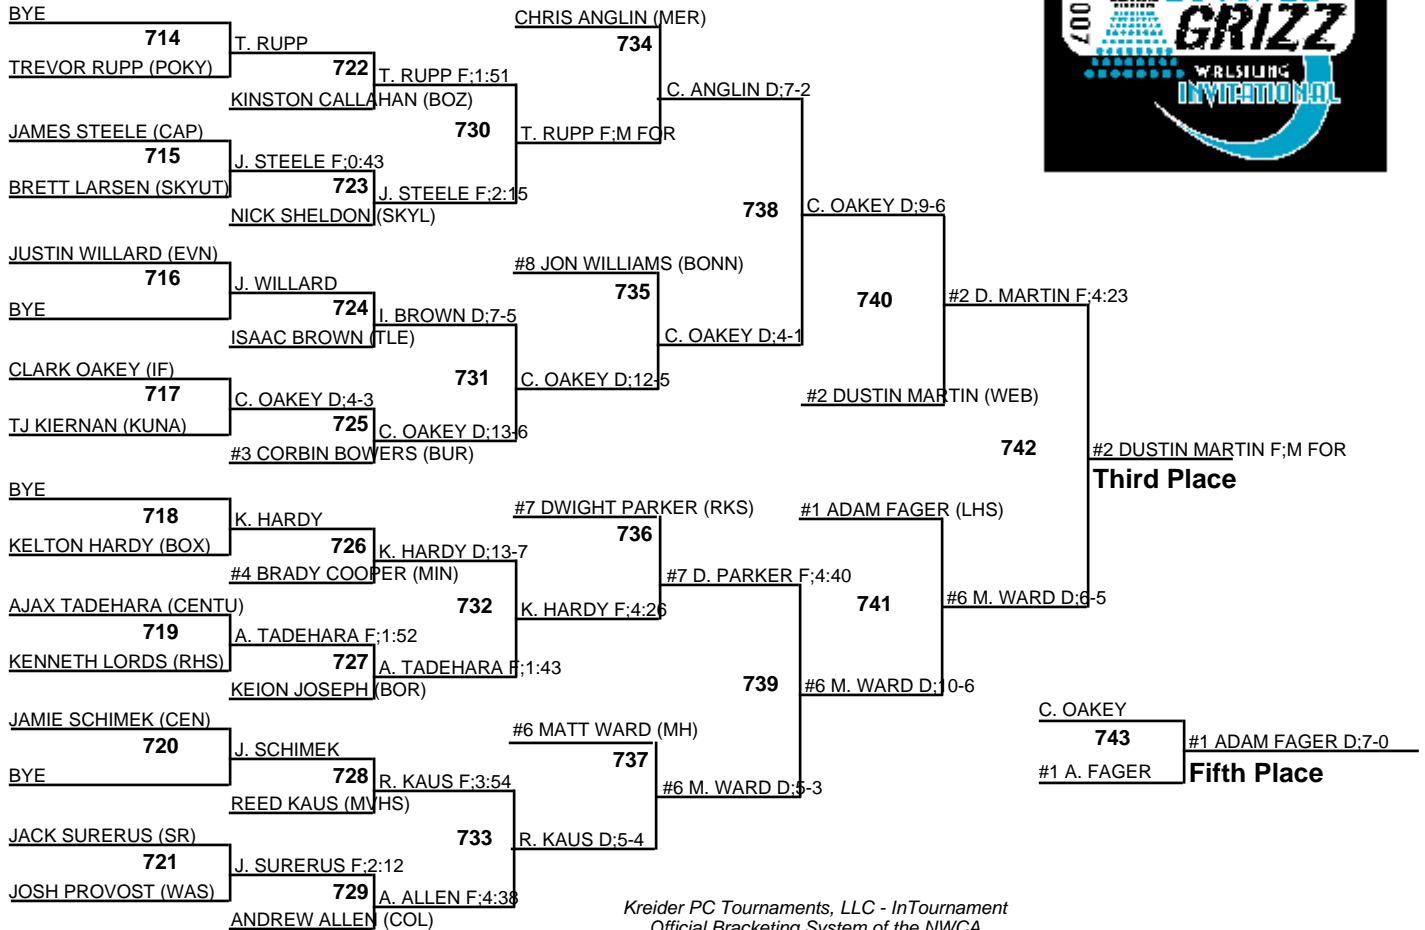 BYE
714
TREVOR RUPP (POKY)
T. RUPP
722
KINSTON CALLAHAN (BOZ)
T. RUPP F;1:51
JAMES STEELE (CAP)
715
BRETT LARSEN (SKYUT)
J. STEELE F;0:43
723
NICK SHELDON (SKYL)
J. STEELE F;2:15
730
T. RUPP F;M FOR
CHRIS ANGLIN (MER)
734
C. ANGLIN D;7-2
JUSTIN WILLARD (EVN)
716
BYE
J. WILLARD
724
ISAAC BROWN (TLE)
I. BROWN D;7-5
CLARK OAKEY (IF)
717
TJ KIERNAN (KUNA)
C. OAKEY D;4-3
725
#3 CORBIN BOWERS (BUR)
C. OAKEY D;13-6
731
C. OAKEY D;12-5
#8 JON WILLIAMS (BONN)
735
C. OAKEY D;4-1
738
C. OAKEY D;9-6
740
#2 DUSTIN MARTIN (WEB)
#2 D. MARTIN F;4:23
BYE
718
KELTON HARDY (BOX)
K. HARDY
726
#4 BRADY COOPER (MIN)
K. HARDY D;13-7
AJAX TADEHARA (CENTU)
719
KENNETH LORDS (RHS)
A. TADEHARA F;1:52
727
KEION JOSEPH (BOR)
A. TADEHARA F;1:43
732
K. HARDY F;4:26
#7 DWIGHT PARKER (RKS)
736
#7 D. PARKER F;4:40
JAMIE SCHIMEK (CEN)
720
BYE
J. SCHIMEK
728
REED KAUS (MVHS)
R. KAUS F;3:54
JACK SURERUS (SR)
721
JOSH PROVOST (WAS)
J. SURERUS F;2:12
729
ANDREW ALLEN (COL)
A. ALLEN F;4:38
733
R. KAUS D;5-4
#6 MATT WARD (MH)
737
#6 M. WARD D;5-3
739
#6 M. WARD D;10-6
#1 ADAM FAGER (LHS)
741
#6 M. WARD D;6-5
742
#2 DUSTIN MARTIN F;M FOR
Third Place
C. OAKEY
743
#1 A. FAGER
#1 ADAM FAGER D;7-0
Fifth Place
007
GRIZZ
WRESTLING
INVITATIONAL
Kreider PC Tournaments, LLC - InTournament
Official Bracketing System of the NWCA